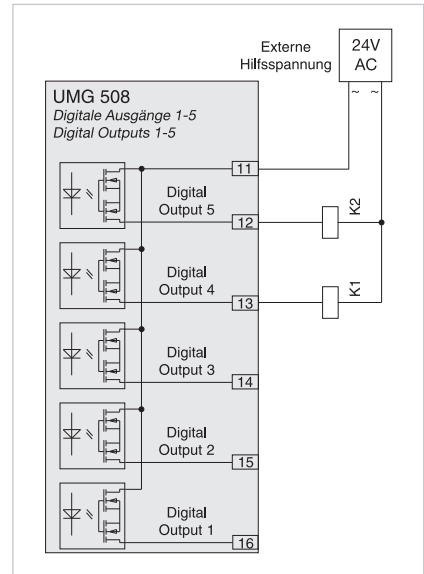 Externe
Hilfsspannung
24V
AC
~ ~
UMG 508
Digitale Ausgänge 1-5
Digital Outputs 1-5
11
Digital
Output 5
12
K2
Digital
Output 4
13
K1
Digital
Output 3
14
Digital
Output 2
15
Digital
Output 1
16